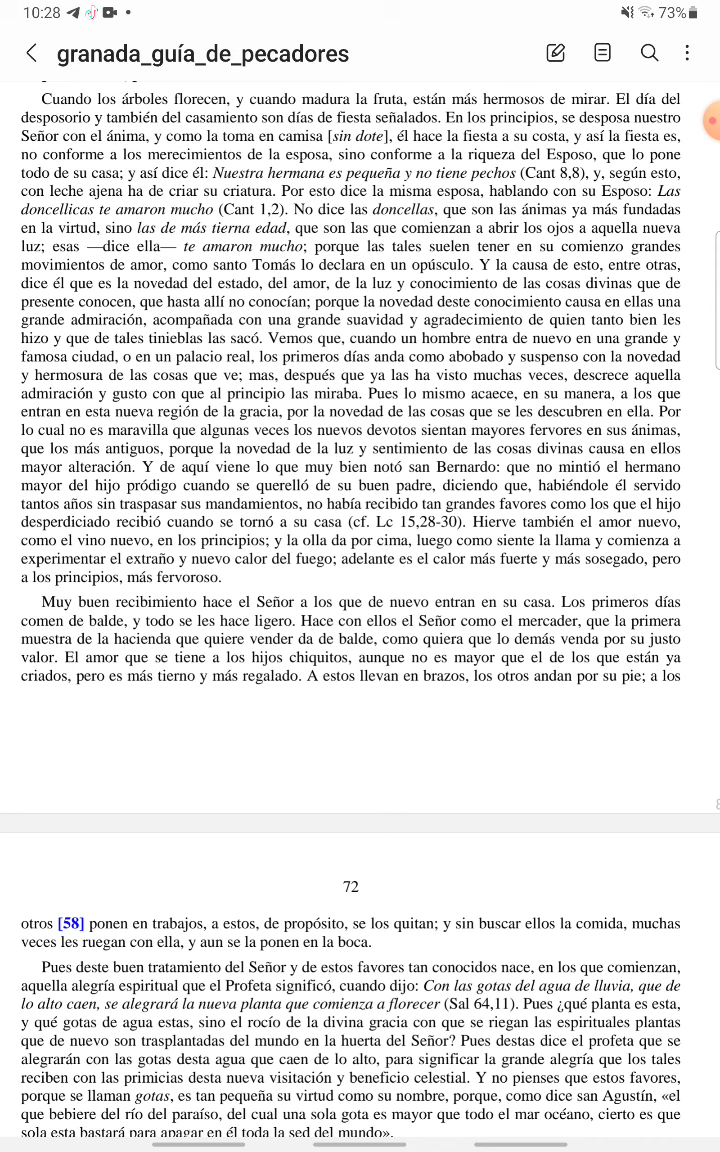 10:28
73%
granada_guía_de_pecadores
Cuando los árboles florecen, y cuando madura la fruta, están más hermosos de mirar. El día del
desposorio y también del casamiento son días de fiesta señalados. En los principios, se desposa nuestro
Señor con el ánima, y como la toma en camisa [sin dote], él hace la fiesta a su costa, y así la fiesta es,
no conforme a los merecimientos de la esposa, sino conforme a la riqueza del Esposo, que lo pone
todo de su casa; y así dice él: Nuestra hermana es pequeña y no tiene pechos (Cant 8,8), y, según esto,
con leche ajena ha de criar su criatura. Por esto dice la misma esposa, hablando con su Esposo: Las
doncellicas te amaron mucho (Cant 1,2). No dice las doncellas, que son las ánimas ya más fundadas
en la virtud, sino las de más tierna edad, que son las que comienzan a abrir los ojos a aquella nueva
luz; esas —dice ella— te amaron mucho; porque las tales suelen tener en su comienzo grandes
movimientos de amor, como santo Tomás lo declara en un opúsculo. Y la causa de esto, entre otras,
dice él que es la novedad del estado, del amor, de la luz y conocimiento de las cosas divinas que de
presente conocen, que hasta allí no conocían; porque la novedad deste conocimiento causa en ellas una
grande admiración, acompañada con una grande suavidad y agradecimiento de quien tanto bien les
hizo y que de tales tinieblas las sacó. Vemos que, cuando un hombre entra de nuevo en una grande y
famosa ciudad, o en un palacio real, los primeros días anda como abobado y suspenso con la novedad
y hermosura de las cosas que ve; mas, después que ya las ha visto muchas veces, descrece aquella
admiración y gusto con que al principio las miraba. Pues lo mismo acaece, en su manera, a los que
entran en esta nueva región de la gracia, por la novedad de las cosas que se les descubren en ella. Por
lo cual no es maravilla que algunas veces los nuevos devotos sientan mayores fervores en sus ánimas,
que los más antiguos, porque la novedad de la luz y sentimiento de las cosas divinas causa en ellos
mayor alteración. Y de aquí viene lo que muy bien notó san Bernardo: que no mintió el hermano
mayor del hijo pródigo cuando se querelló de su buen padre, diciendo que, habiéndole él servido
tantos años sin traspasar sus mandamientos, no había recibido tan grandes favores como los que el hijo
desperdiciado recibió cuando se tornó a su casa (cf. Lc 15,28-30). Hierve también el amor nuevo,
como el vino nuevo, en los principios; y la olla da por cima, luego como siente la llama y comienza a
experimentar el extraño y nuevo calor del fuego; adelante es el calor más fuerte y más sosegado, pero
a los principios, más fervoroso.
Muy buen recibimiento hace el Señor a los que de nuevo entran en su casa. Los primeros días
comen de balde, y todo se les hace ligero. Hace con ellos el Señor como el mercader, que la primera
muestra de la hacienda que quiere vender da de balde, como quiera que lo demás venda por su justo
valor. El amor que se tiene a los hijos chiquitos, aunque no es mayor que el de los que están ya
criados, pero es más tierno y más regalado. A estos llevan en brazos, los otros andan por su pie; a los
72
otros [58] ponen en trabajos, a estos, de propósito, se los quitan; y sin buscar ellos la comida, muchas
veces les ruegan con ella, y aun se la ponen en la boca.
Pues deste buen tratamiento del Señor y de estos favores tan conocidos nace, en los que comienzan,
aquella alegría espiritual que el Profeta significó, cuando dijo: Con las gotas del agua de lluvia, que de
lo alto caen, se alegrará la nueva planta que comienza a florecer (Sal 64,11). Pues ¿qué planta es esta,
y qué gotas de agua estas, sino el rocío de la divina gracia con que se riegan las espirituales plantas
que de nuevo son trasplantadas del mundo en la huerta del Señor? Pues destas dice el profeta que se
alegrarán con las gotas desta agua que caen de lo alto, para significar la grande alegría que los tales
reciben con las primicias desta nueva visitación y beneficio celestial. Y no pienses que estos favores,
porque se llaman gotas, es tan pequeña su virtud como su nombre, porque, como dice san Agustín, «el
que bebiere del río del paraíso, del cual una sola gota es mayor que todo el mar océano, cierto es que
sola esta bastará para apagar en él toda la sed del mundo».